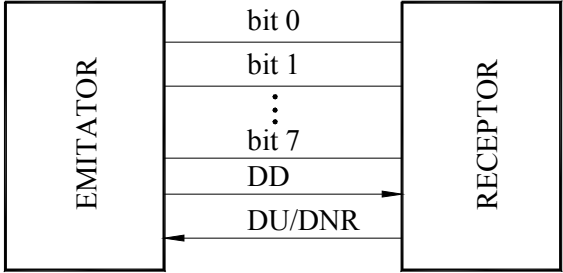 EMITATOR
bit 0
bit 1
bit 7
DD
DU/DNR
RECEPTOR